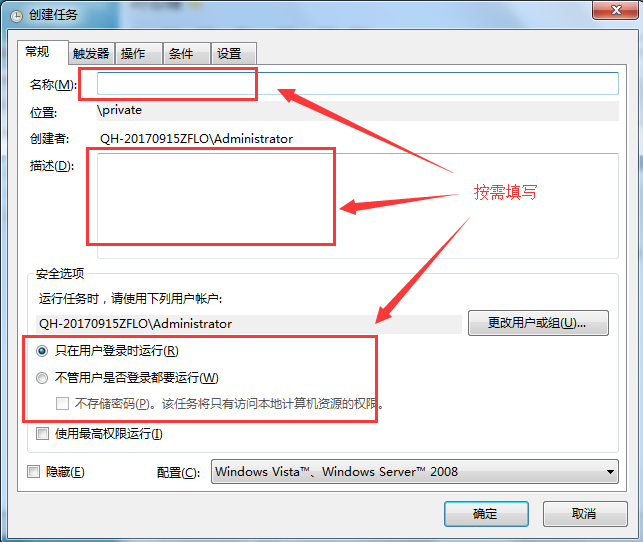 创建任务
常规 触发器 操作 条件 设置
名称(M):
位置: \private
创建者: QH-20170915ZFLO\Administrator
描述(D):
按需填写
安全选项
运行任务时，请使用下列用户帐户:
QH-20170915ZFLO\Administrator 更改用户或组(U)...
只在用户登录时运行(R)
不管用户是否登录都要运行(W)
不存储密码(P)。该任务将只有访问本地计算机资源的权限。
使用最高权限运行(I)
隐藏(E) 配置(C): Windows Vista™、Windows Server™ 2008
确定 取消